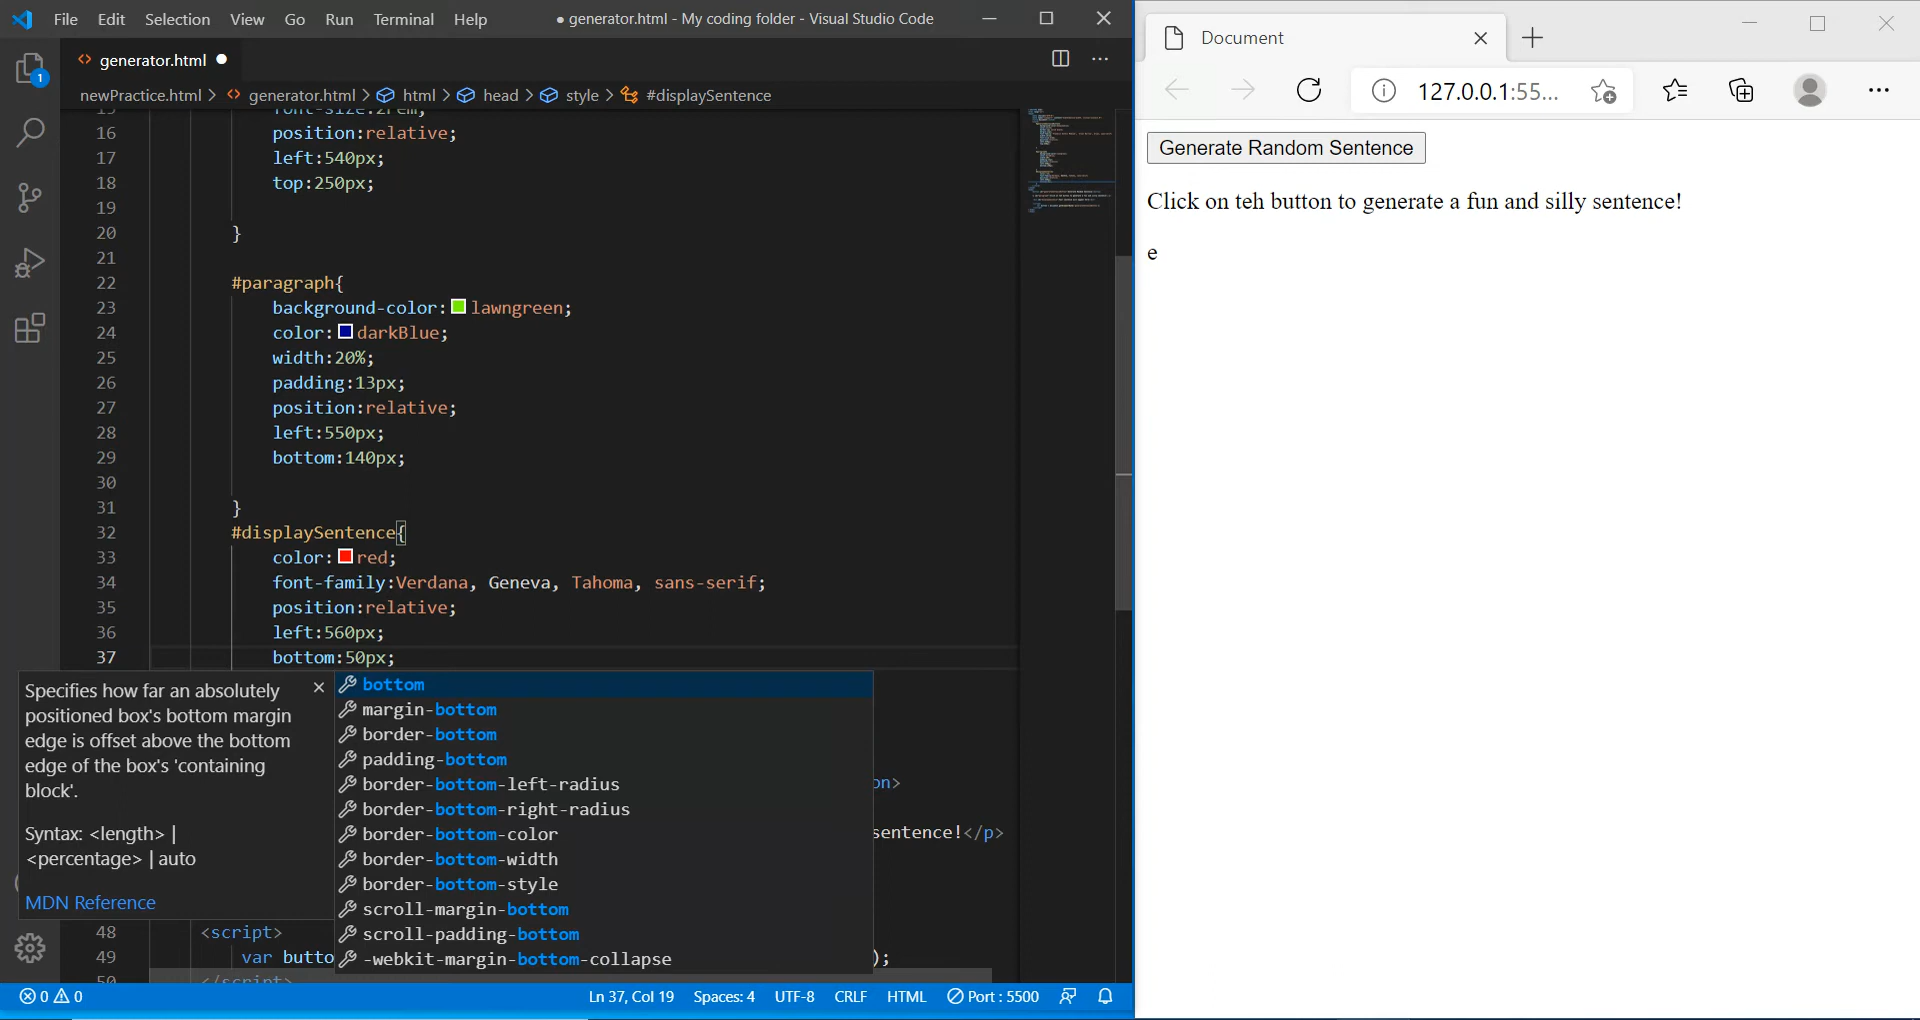 File Edit Selection View Go Run Terminal Help ● generator.html - My coding folder - Visual Studio Code
generator.html ●
newPractice.html > generator.html > html > head > style > #displaySentence
15 font-size:2rem;
16 position:relative;
17 left:540px;
18 top:250px;
19
20 }
21
22 #paragraph{
23 background-color: lawngreen;
24 color: darkBlue;
25 width:20%;
26 padding:13px;
27 position:relative;
28 left:550px;
29 bottom:140px;
30
31 }
32 #displaySentence{
33 color: red;
34 font-family:Verdana, Geneva, Tahoma, sans-serif;
35 position:relative;
36 left:560px;
37 bottom:50px;
Specifies how far an absolutely
positioned box's bottom margin
edge is offset above the bottom
edge of the box's 'containing
block'.
Syntax: <length> |
<percentage> | auto
MDN Reference
bottom
margin-bottom
border-bottom
padding-bottom
border-bottom-left-radius
border-bottom-right-radius
border-bottom-color
border-bottom-width
border-bottom-style
scroll-margin-bottom
scroll-padding-bottom
-webkit-margin-bottom-collapse
on>
sentence!</p>
48 <script>
49 var butto );
50 </script>
0 0 Ln 37, Col 19 Spaces: 4 UTF-8 CRLF HTML Port : 5500
1
Document
127.0.0.1:55...
Generate Random Sentence
Click on teh button to generate a fun and silly sentence!
e